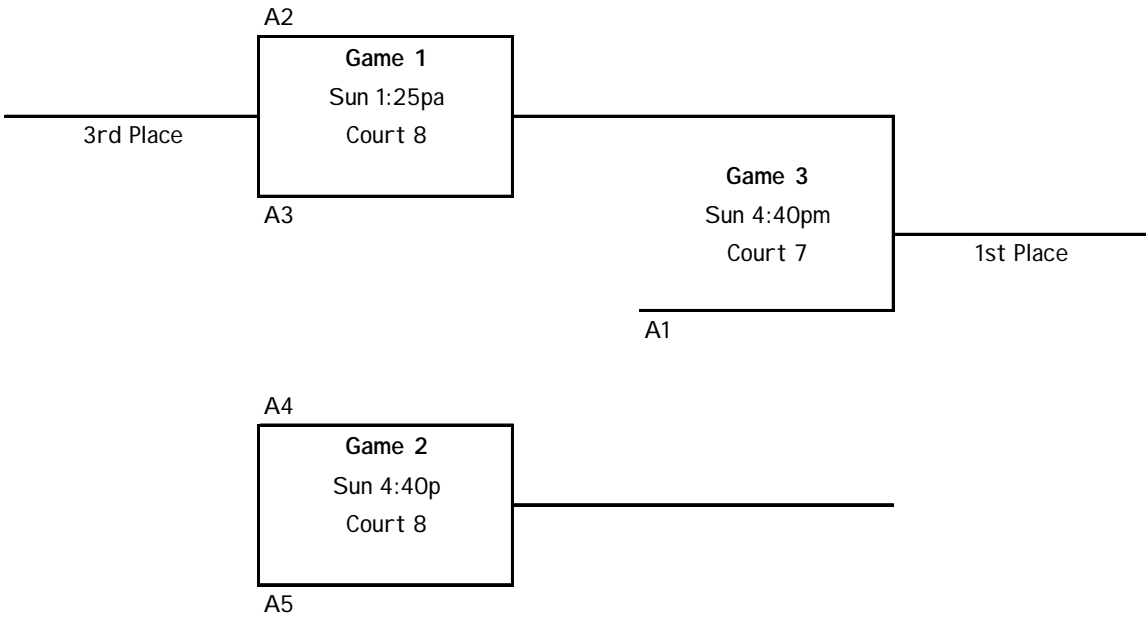 A2
Game 1
Sun 1:25pa
Court 8
3rd Place
A3
Game 3
Sun 4:40pm
Court 7
1st Place
A1
A4
Game 2
Sun 4:40p
Court 8
A5